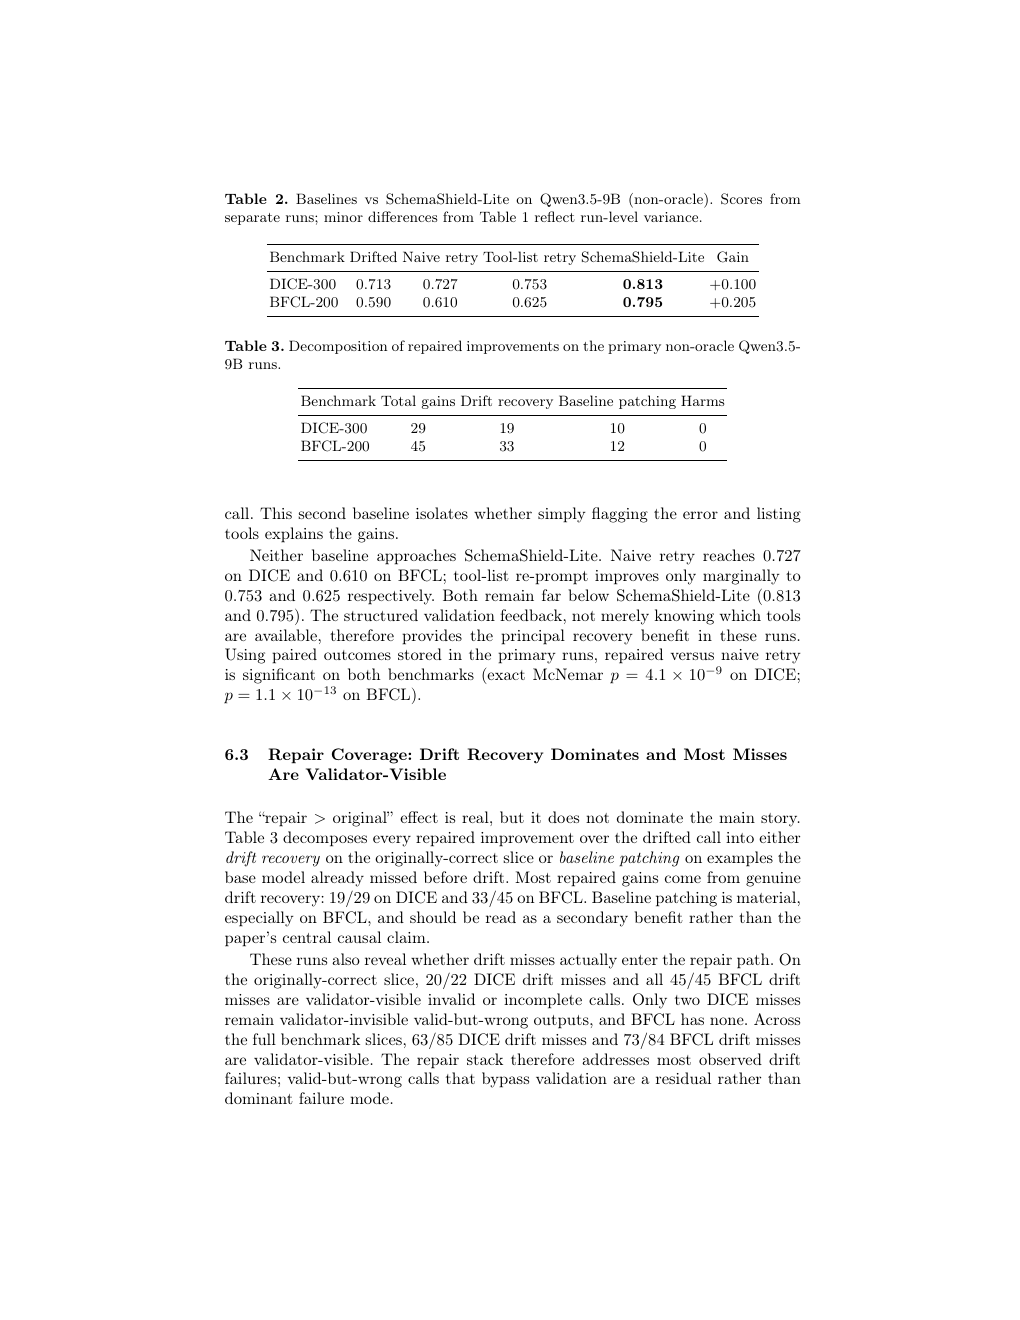 Table 2. Baselines vs SchemaShield-Lite on Qwen3.5-9B (non-oracle). Scores from
separate runs; minor differences from Table 1 reflect run-level variance.
Benchmark Drifted Naive retry Tool-list retry SchemaShield-Lite Gain
DICE-300 0.713 0.727 0.753 0.813 +0.100
BFCL-200 0.590 0.610 0.625 0.795 +0.205
Table 3. Decomposition of repaired improvements on the primary non-oracle Qwen3.5-
9B runs.
Benchmark Total gains Drift recovery Baseline patching Harms
DICE-300 29 19 10 0
BFCL-200 45 33 12 0
call. This second baseline isolates whether simply flagging the error and listing
tools explains the gains.
Neither baseline approaches SchemaShield-Lite. Naive retry reaches 0.727
on DICE and 0.610 on BFCL; tool-list re-prompt improves only marginally to
0.753 and 0.625 respectively. Both remain far below SchemaShield-Lite (0.813
and 0.795). The structured validation feedback, not merely knowing which tools
are available, therefore provides the principal recovery benefit in these runs.
Using paired outcomes stored in the primary runs, repaired versus naive retry
is significant on both benchmarks (exact McNemar p = 4.1 × 10⁻⁹ on DICE;
p = 1.1 × 10⁻¹³ on BFCL).
6.3 Repair Coverage: Drift Recovery Dominates and Most Misses
Are Validator-Visible
The “repair > original” effect is real, but it does not dominate the main story.
Table 3 decomposes every repaired improvement over the drifted call into either
drift recovery on the originally-correct slice or baseline patching on examples the
base model already missed before drift. Most repaired gains come from genuine
drift recovery: 19/29 on DICE and 33/45 on BFCL. Baseline patching is material,
especially on BFCL, and should be read as a secondary benefit rather than the
paper’s central causal claim.
These runs also reveal whether drift misses actually enter the repair path. On
the originally-correct slice, 20/22 DICE drift misses and all 45/45 BFCL drift
misses are validator-visible invalid or incomplete calls. Only two DICE misses
remain validator-invisible valid-but-wrong outputs, and BFCL has none. Across
the full benchmark slices, 63/85 DICE drift misses and 73/84 BFCL drift misses
are validator-visible. The repair stack therefore addresses most observed drift
failures; valid-but-wrong calls that bypass validation are a residual rather than
dominant failure mode.